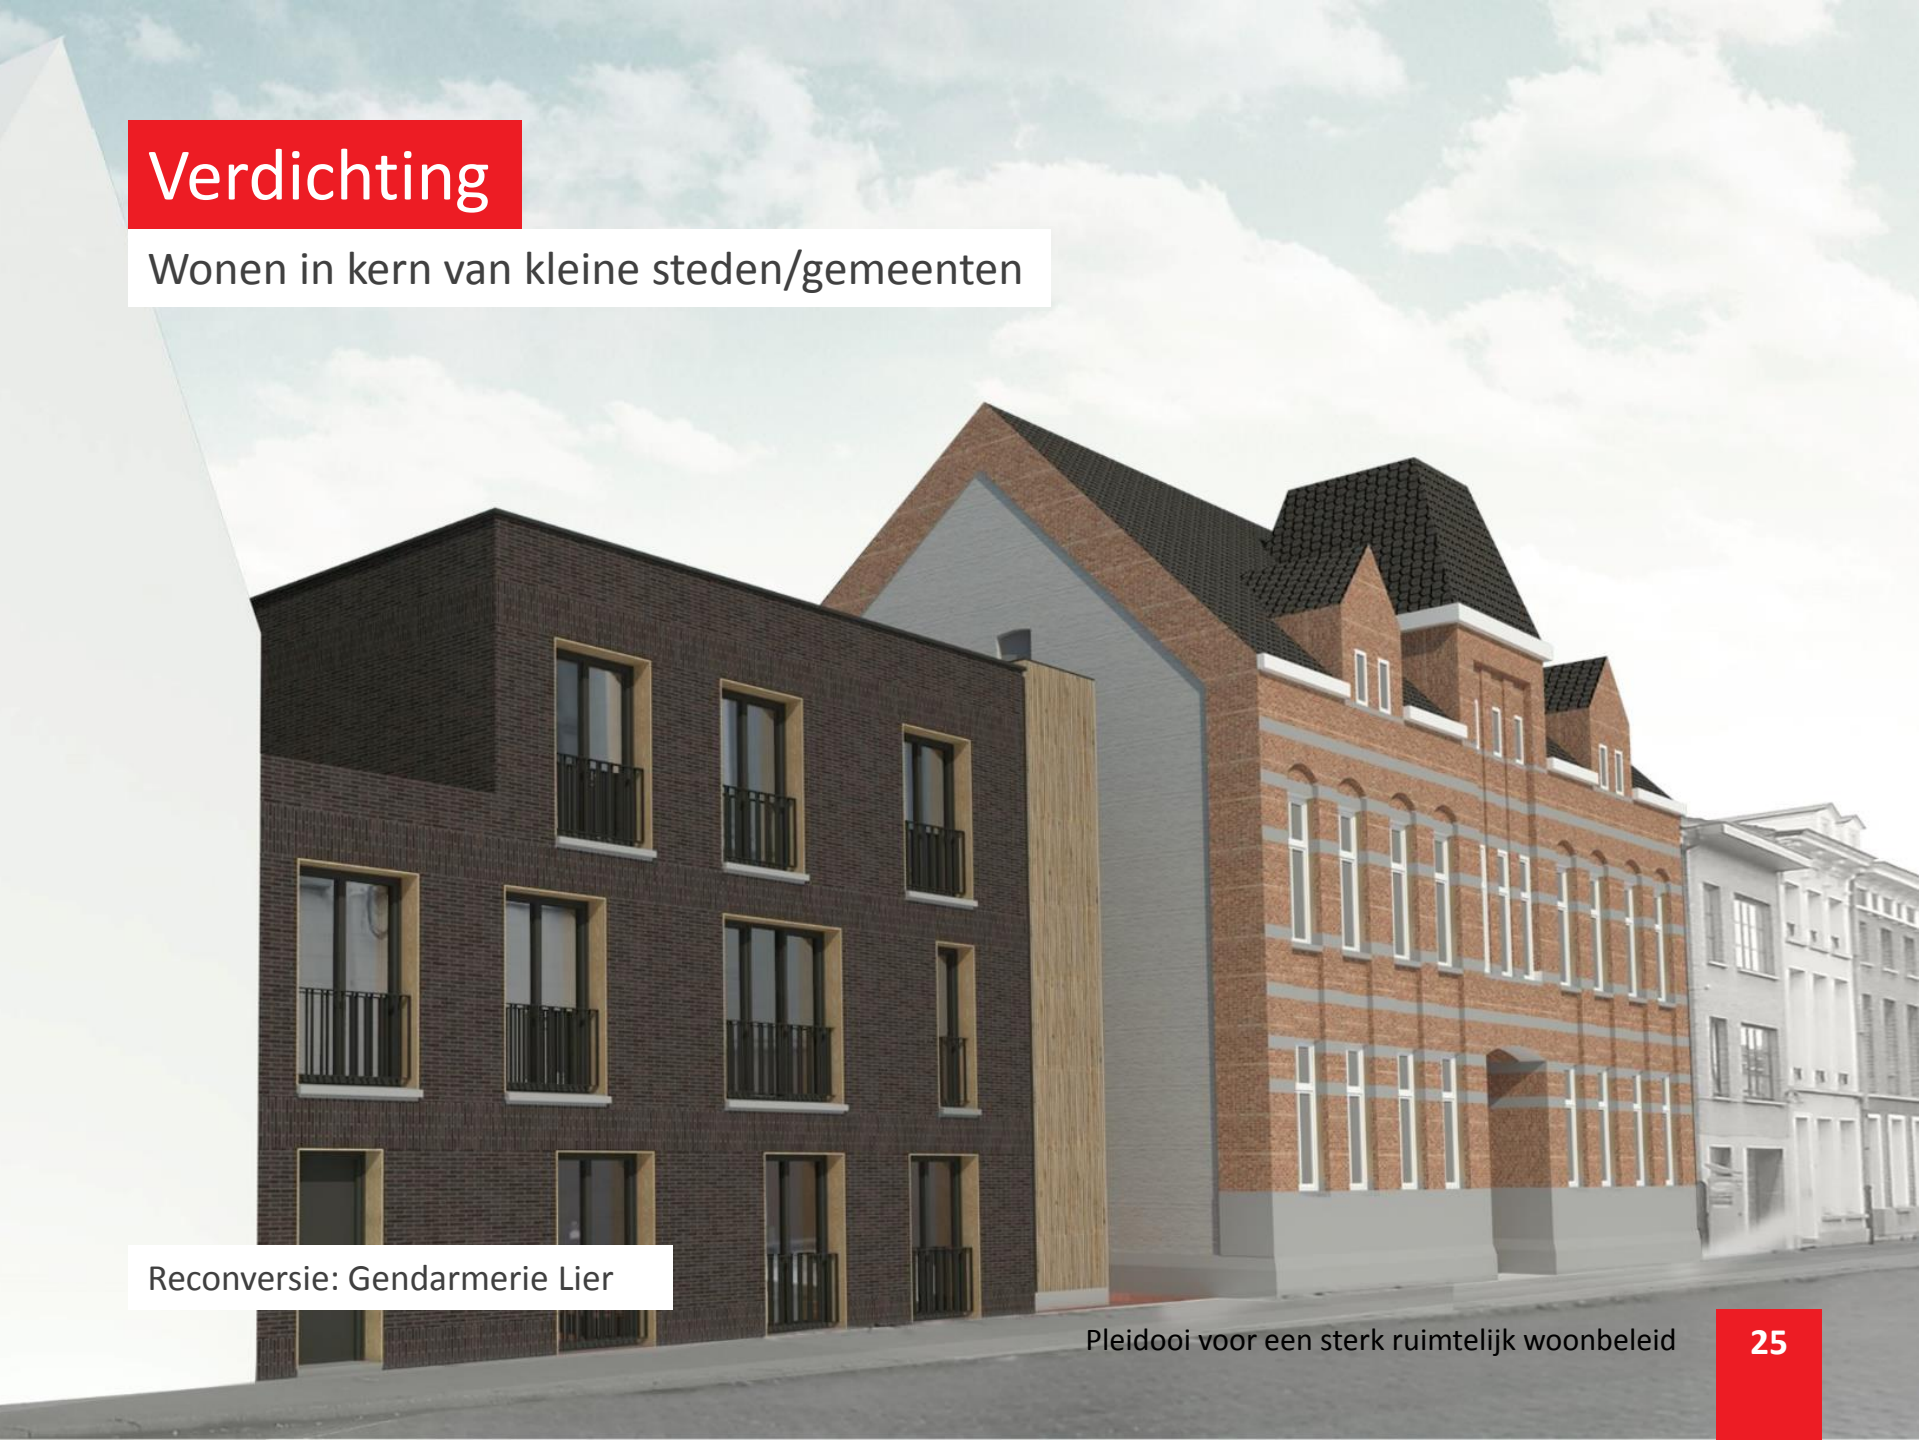 Verdichting
Wonen in kern van kleine steden/gemeenten
Reconversie: Gendarmerie Lier
Pleidooi voor een sterk ruimtelijk woonbeleid
25